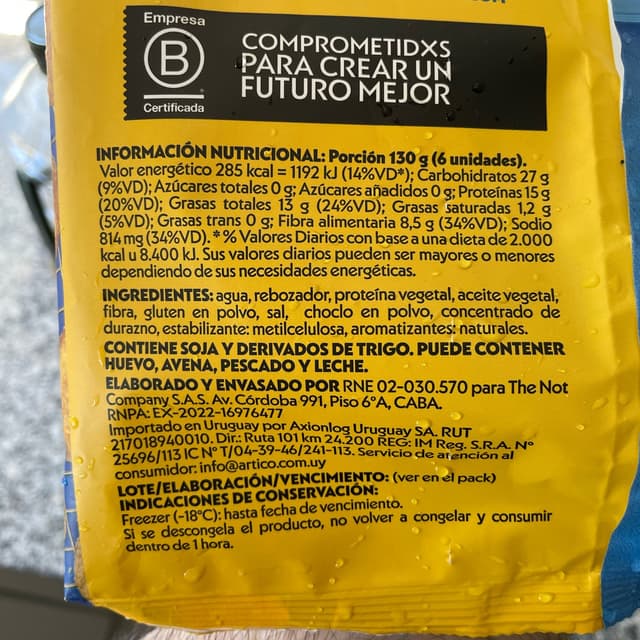 Empresa
B
Certificada
COMPROMETIDXS
PARA CREAR UN
FUTURO MEJOR
INFORMACIÓN NUTRICIONAL: Porción 130 g (6 unidades).
Valor energético 285 kcal = 1192 kJ (14%VD*); Carbohidratos 27 g
(9%VD); Azúcares totales 0 g; Azúcares añadidos 0 g; Proteínas 15 g
(20%VD); Grasas totales 13 g (24%VD); Grasas saturadas 1,2 g
(5%VD); Grasas trans 0 g; Fibra alimentaria 8,5 g (34%VD); Sodio
814 mg (34%VD). * % Valores Diarios con base a una dieta de 2.000
kcal u 8.400 kJ. Sus valores diarios pueden ser mayores o menores
dependiendo de sus necesidades energéticas.
INGREDIENTES: agua, rebozador, proteína vegetal, aceite vegetal,
fibra, gluten en polvo, sal, choclo en polvo, concentrado de
durazno, estabilizante: metilcelulosa, aromatizantes: naturales.
CONTIENE SOJA Y DERIVADOS DE TRIGO. PUEDE CONTENER
HUEVO, AVENA, PESCADO Y LECHE.
ELABORADO Y ENVASADO POR RNE 02-030.570 para The Not
Company S.A.S. Av. Córdoba 991, Piso 6°A, CABA.
RNPA: EX-2022-16976477
Importado en Uruguay por Axionlog Uruguay SA. RUT
217018940010. Dir.: Ruta 101 km 24.200 REG: IM Reg. S.R.A. N°
25696/113 IC N° T/04-39-46/241-113. Servicio de atención al
consumidor: info@artico.com.uy
LOTE/ELABORACIÓN/VENCIMIENTO: (ver en el pack)
INDICACIONES DE CONSERVACIÓN:
Freezer (-18°C): hasta fecha de vencimiento.
Si se descongela el producto, no volver a congelar y consumir
dentro de 1 hora.